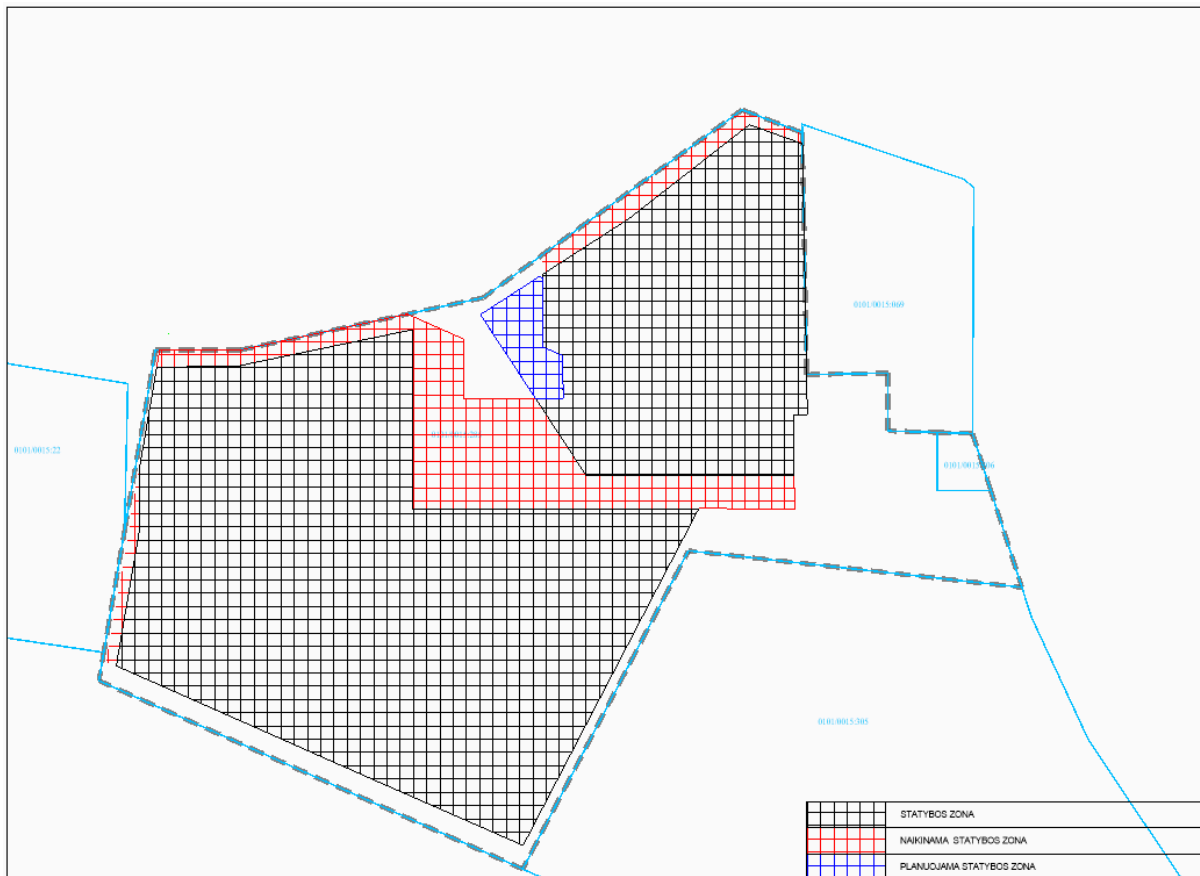 0101/0015:069
0101/0015:22
0101/0015:305
STATYBOS ZONA
NAIKINAMA STATYBOS ZONA
PLANUOJAMA STATYBOS ZONA